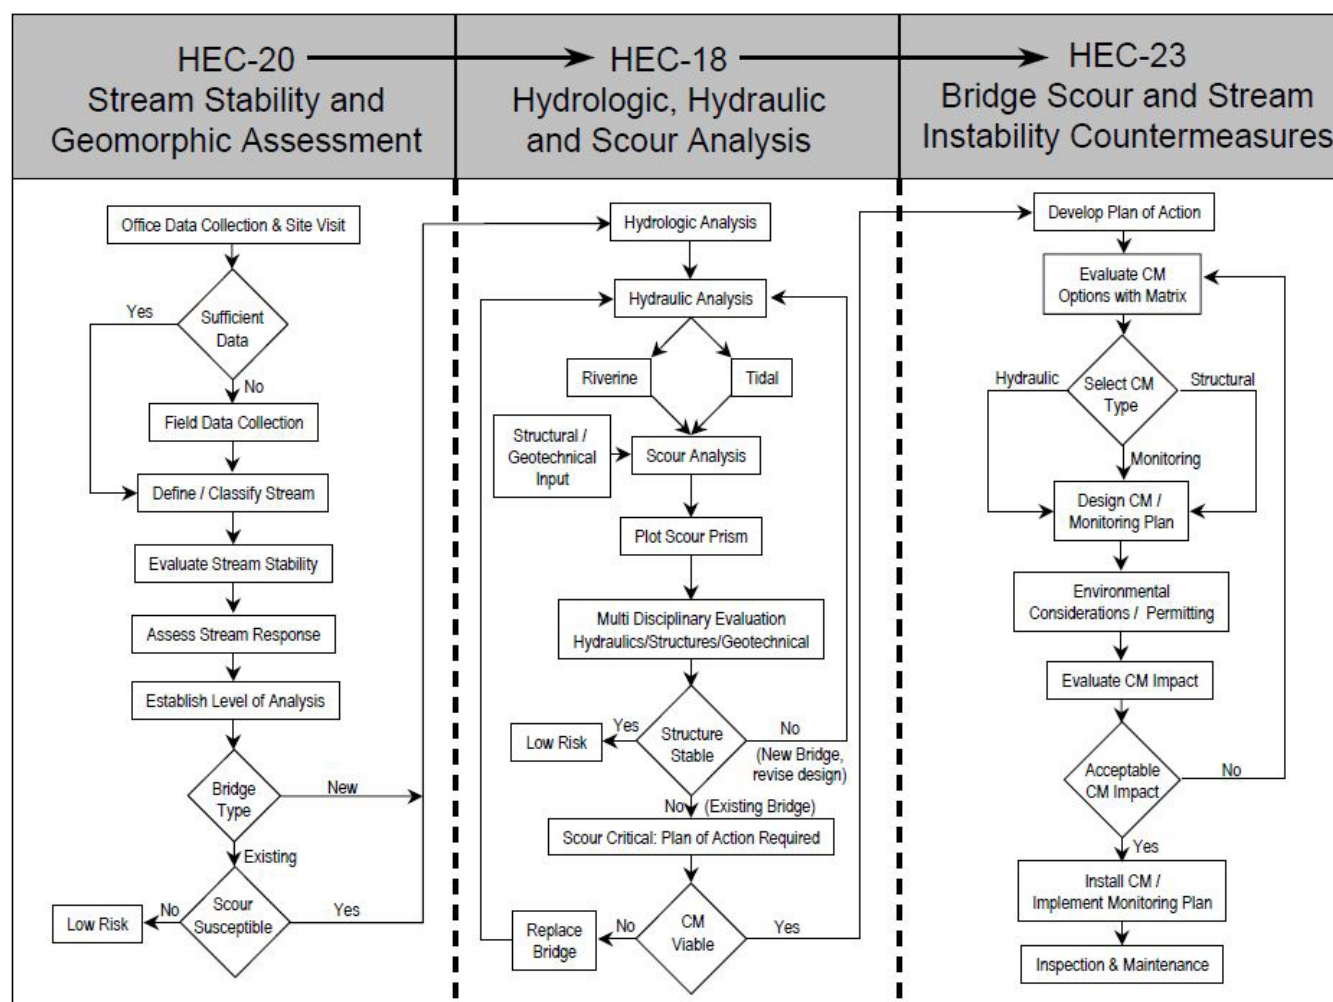 HEC-20
Stream Stability and
Geomorphic Assessment
HEC-18
Hydrologic, Hydraulic
and Scour Analysis
HEC-23
Bridge Scour and Stream
Instability Countermeasures
Office Data Collection & Site Visit
Yes
Sufficient
Data
No
Field Data Collection
Define / Classify Stream
Evaluate Stream Stability
Assess Stream Response
Establish Level of Analysis
Bridge
Type
New
Existing
Scour
Susceptible
No
Low Risk
Yes
Hydrologic Analysis
Hydraulic Analysis
Riverine
Tidal
Structural /
Geotechnical
Input
Scour Analysis
Plot Scour Prism
Multi Disciplinary Evaluation
Hydraulics/Structures/Geotechnical
Structure
Stable
Yes
Low Risk
No
(New Bridge,
revise design)
No (Existing Bridge)
Scour Critical: Plan of Action Required
CM
Viable
No
Replace
Bridge
Yes
Develop Plan of Action
Evaluate CM
Options with Matrix
Hydraulic
Select CM
Type
Structural
Monitoring
Design CM /
Monitoring Plan
Environmental
Considerations / Permitting
Evaluate CM Impact
Acceptable
CM Impact
No
Yes
Install CM /
Implement Monitoring Plan
Inspection & Maintenance